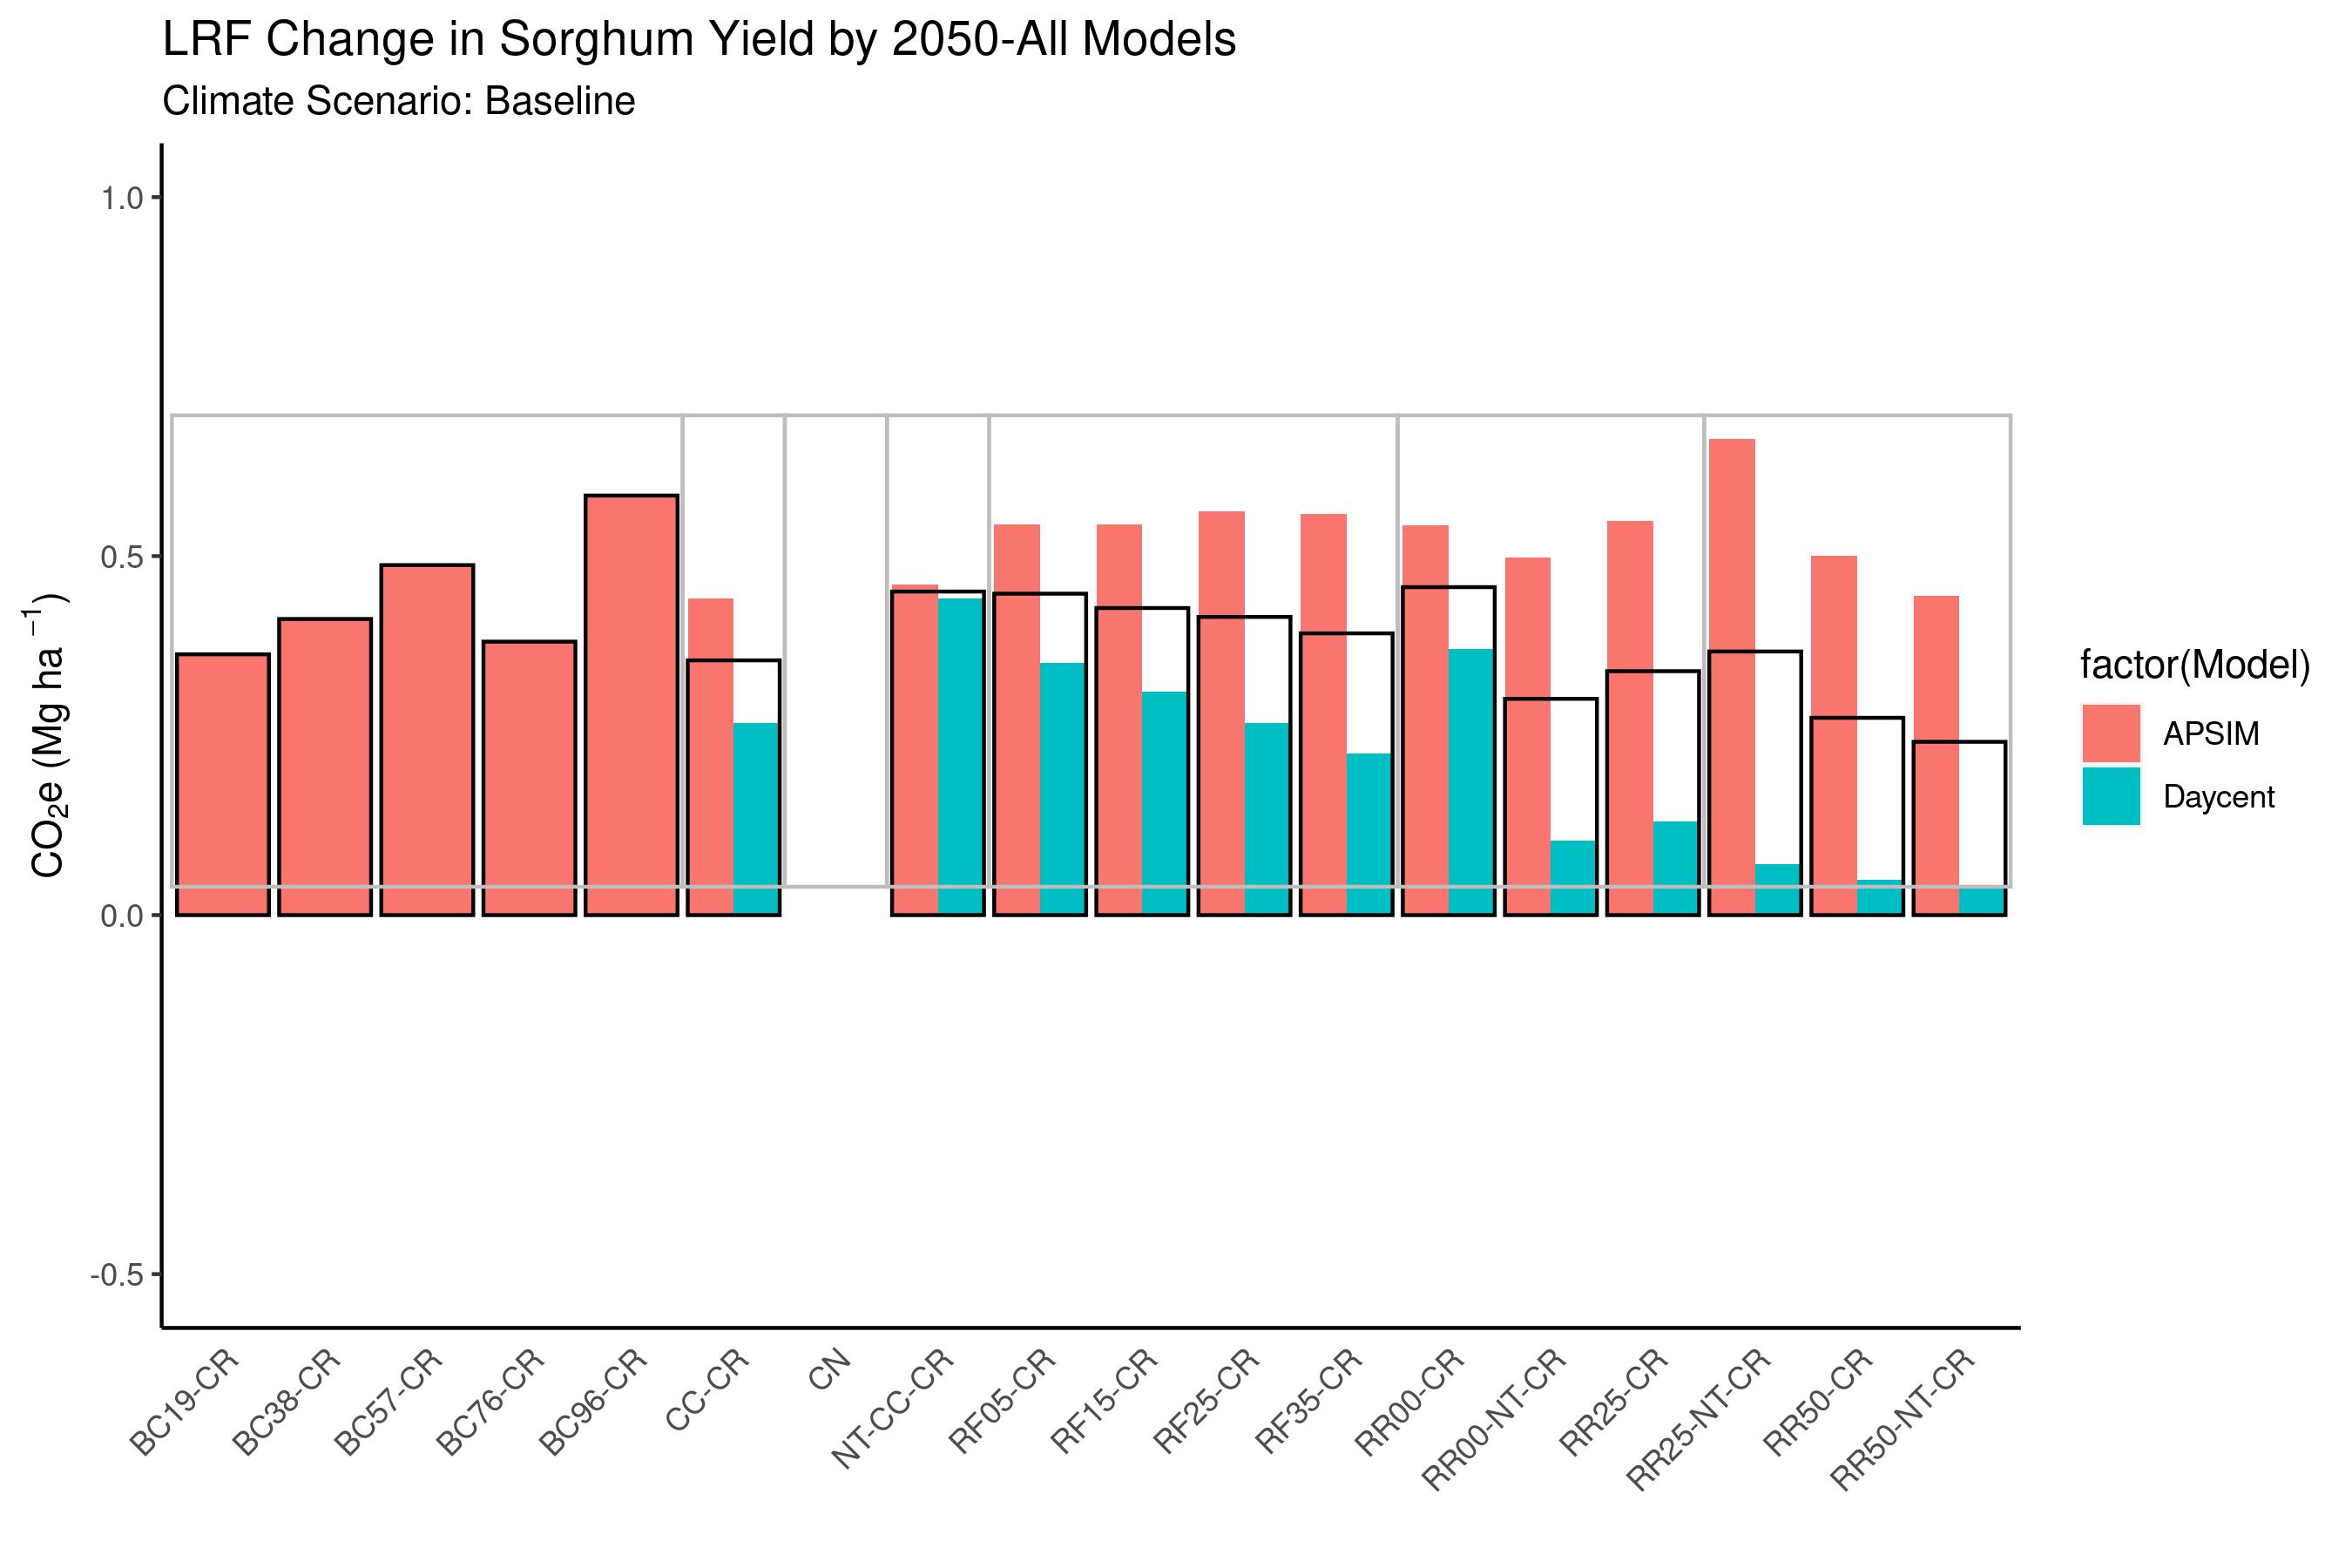 LRF Change in Sorghum Yield by 2050-All Models
Climate Scenario: Baseline
CO₂e (Mg ha ⁻¹)
1.0
0.5
0.0
-0.5
BC19-CR
BC38-CR
BC57-CR
BC76-CR
BC96-CR
CC-CR
CN
NT-CC-CR
RF05-CR
RF15-CR
RF25-CR
RF35-CR
RR00-CR
RR00-NT-CR
RR25-CR
RR25-NT-CR
RR50-CR
RR50-NT-CR
factor(Model)
APSIM
Daycent